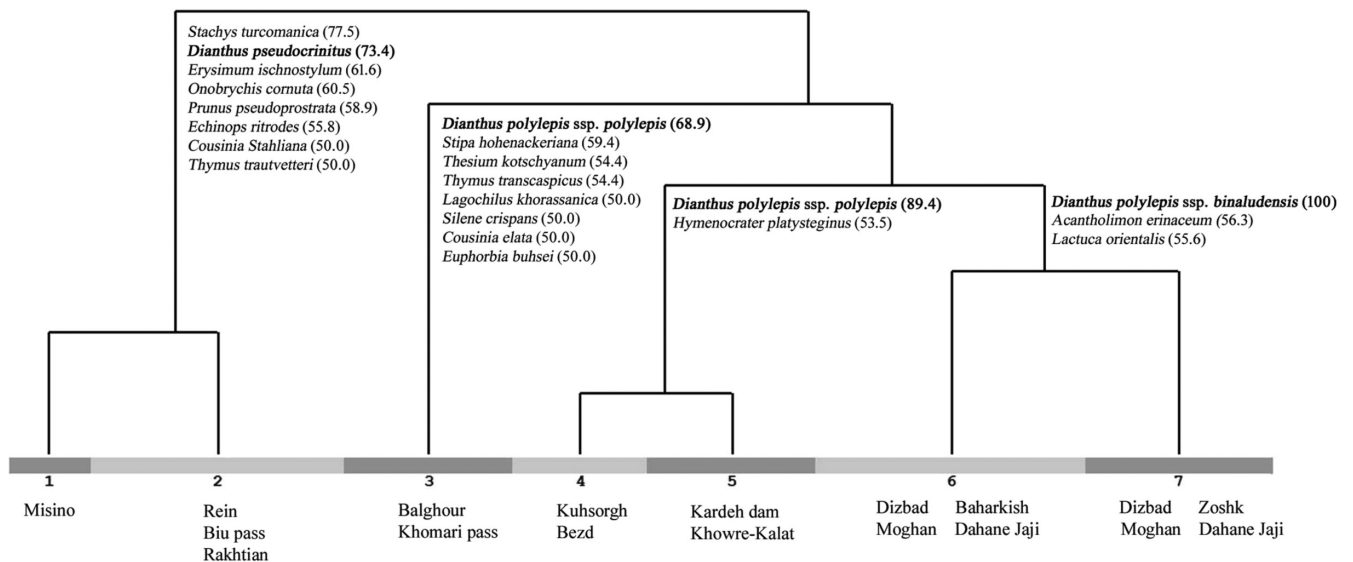 Stachys turcomanica (77.5)
Dianthus pseudocrinitus (73.4)
Erysimum ischnostylum (61.6)
Onobrychis cornuta (60.5)
Prunus pseudoprostrata (58.9)
Echinops ritrodes (55.8)
Cousinia Stahliana (50.0)
Thymus trautvetteri (50.0)
Dianthus polylepis ssp. polylepis (68.9)
Stipa hohenackeriana (59.4)
Thesium kotschyanum (54.4)
Thymus transcaspicus (54.4)
Lagochilus khorassanica (50.0)
Silene crispans (50.0)
Cousinia elata (50.0)
Euphorbia buhsei (50.0)
Dianthus polylepis ssp. polylepis (89.4)
Hymenocrater platysteginus (53.5)
Dianthus polylepis ssp. binaludensis (100)
Acantholimon erinaceum (56.3)
Lactuca orientalis (55.6)
1 2 3 4 5 6 7
Misino
Rein
Biu pass
Rakhtian
Balghour
Khomari pass
Kuhsorgh
Bezd
Kardeh dam
Khowre-Kalat
Dizbad Baharkish
Moghan Dahane Jaji
Dizbad Zoshk
Moghan Dahane Jaji